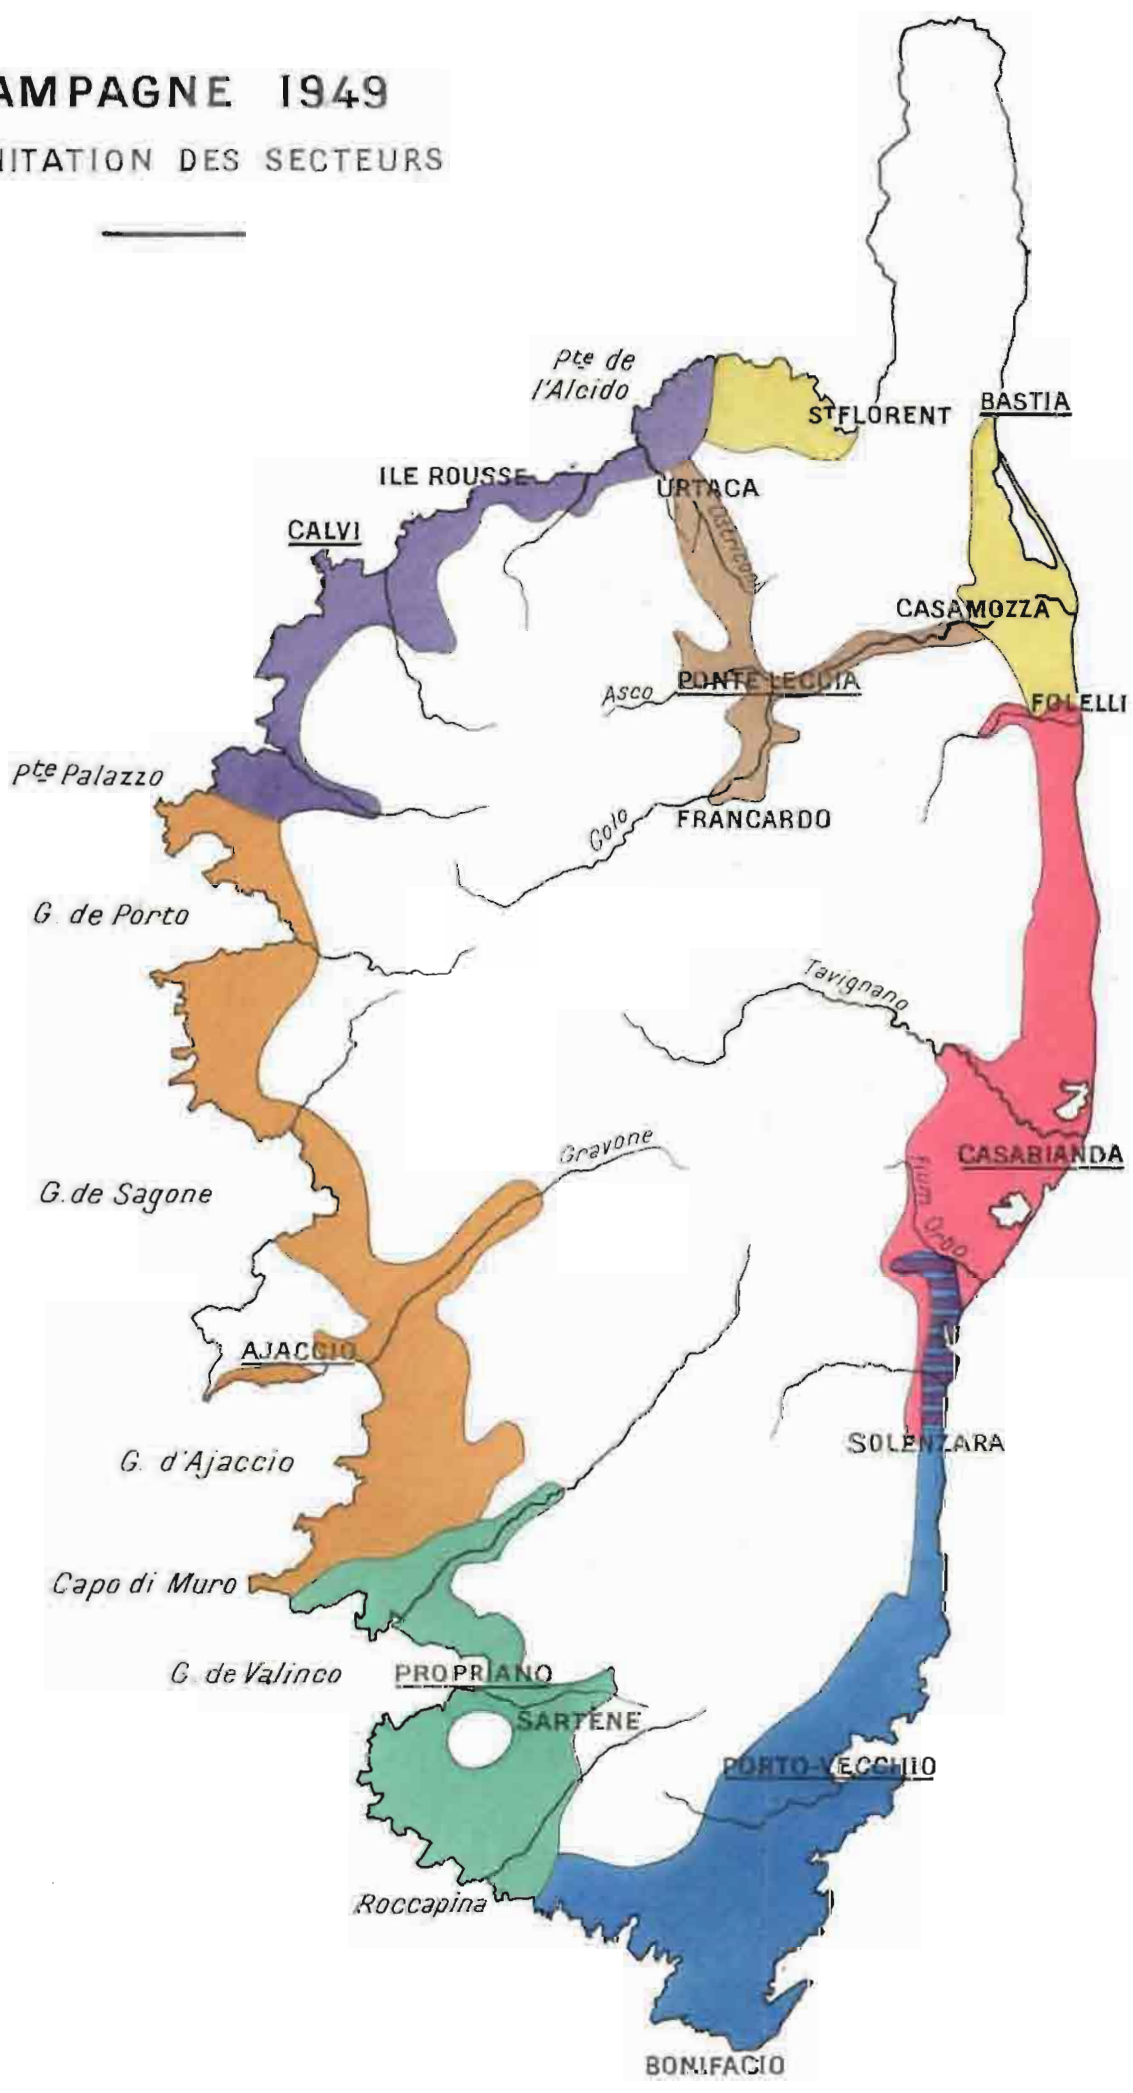 AMPAGNE 1949
ITATION DES SECTEURS
Pte de
l'Alcido
ST FLORENT
BASTIA
ILE ROUSSE
URTACA
CALVI
Ostriconi
CASAMOZZA
Asco
PONTE LECCIA
FOLELLI
Pte Palazzo
Golo
FRANCARDO
G. de Porto
Tavignano
Gravone
CASABIANDA
G. de Sagone
Fium Orbo
AJACCIO
SOLENZARA
G. d'Ajaccio
Capo di Muro
G. de Valinco
PROPRIANO
SARTÈNE
PORTO-VECCHIO
Roccapina
BONIFACIO